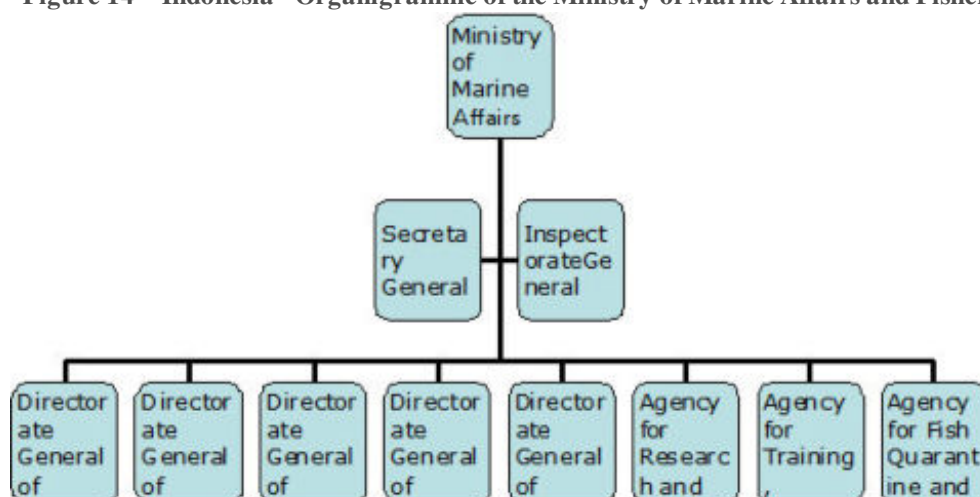 Figure 14 – Indonesia - Organigramme of the Ministry of Marine Affairs and
Ministry
of
Marine
Affairs
Secreta
ry
General
Inspect
orateGe
neral
Director
ate
General
of
Director
ate
General
of
Director
ate
General
of
Director
ate
General
of
Director
ate
General
of
Agency
for
Researc
h and
Agency
for
Training
,
Agency
for Fish
Quarant
ine and